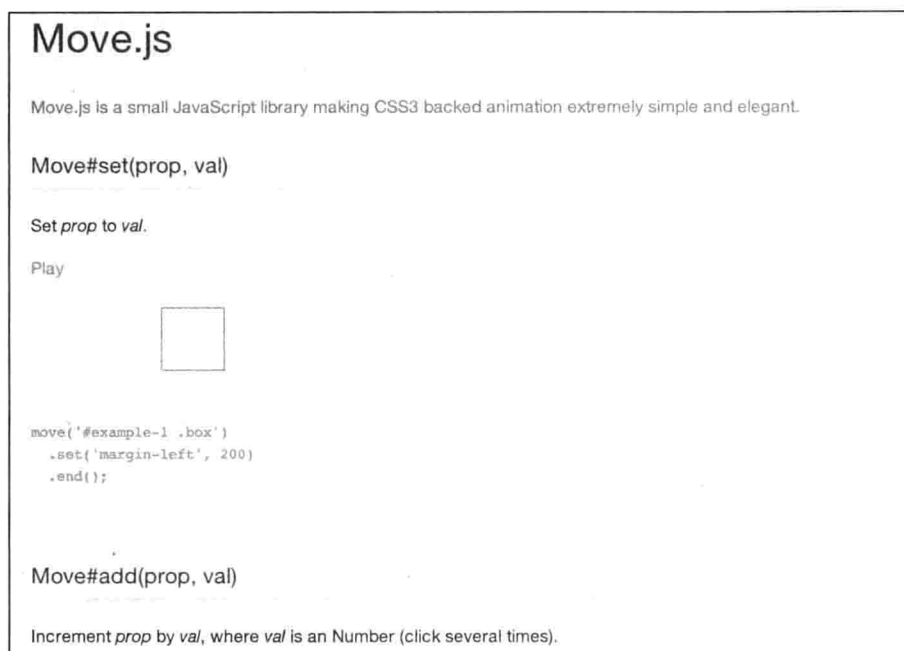 Move.js
Move.js is a small JavaScript library making CSS3 backed animation extremely simple and elegant.
Move#set(prop, val)
Set prop to val.
Play
move('#example-1 .box')
.set('margin-left', 200)
.end();
Move#add(prop, val)
Increment prop by val, where val is an Number (click several times).